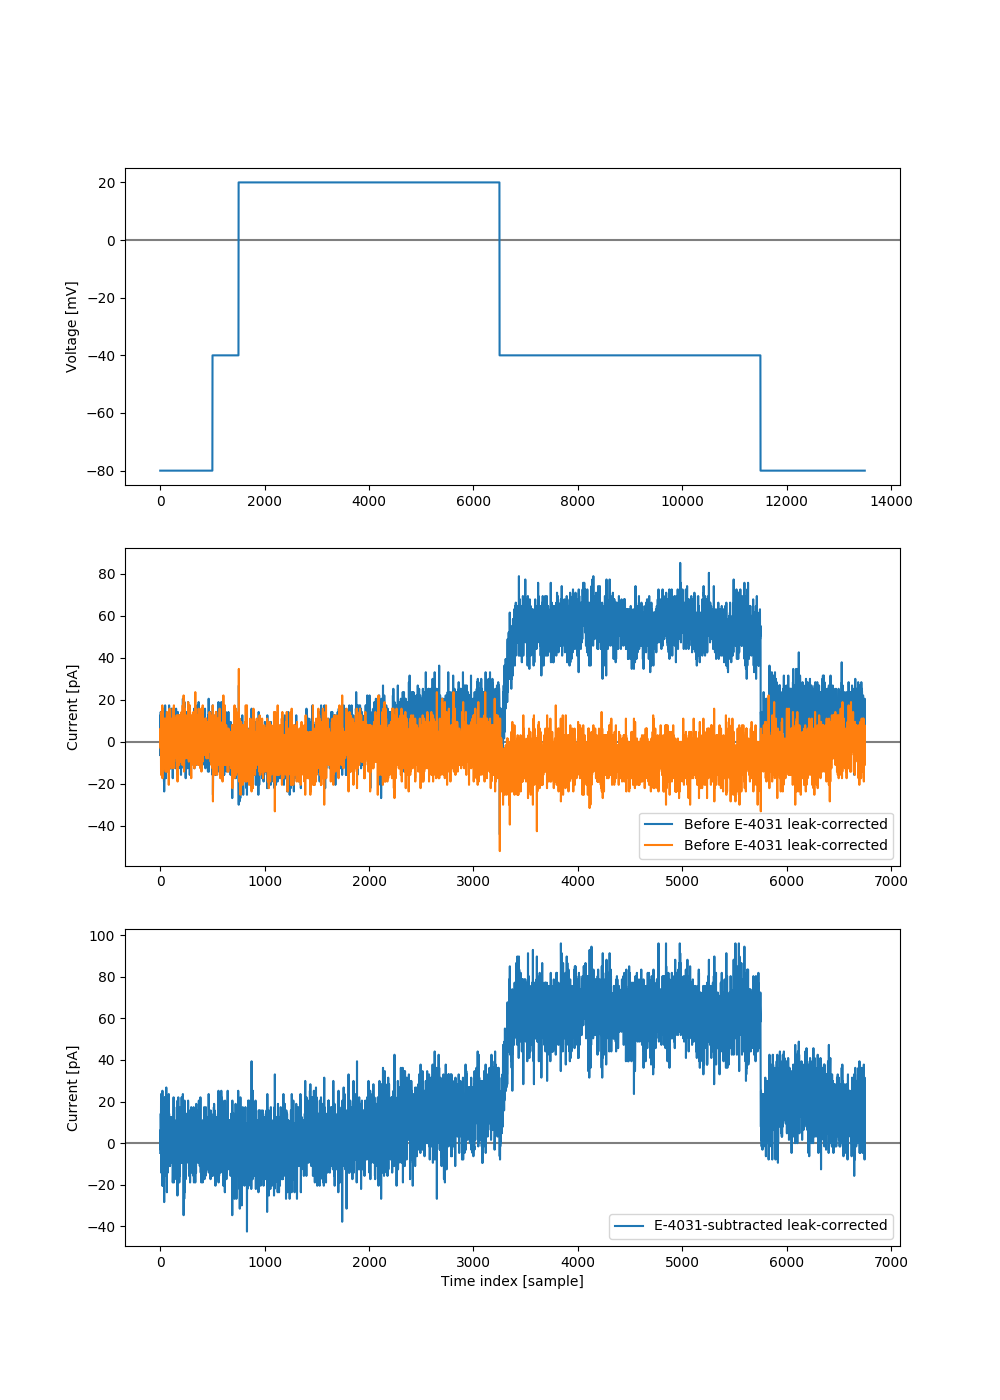 Voltage [mV]
20
0
−20
−40
−60
−80
0 2000 4000 6000 8000 10000 12000 14000
Current [pA]
80
60
40
20
0
−20
−40
Before E-4031 leak-corrected
Before E-4031 leak-corrected
0 1000 2000 3000 4000 5000 6000 7000
Current [pA]
100
80
60
40
20
0
−20
−40
E-4031-subtracted leak-corrected
0 1000 2000 3000 4000 5000 6000 7000
Time index [sample]